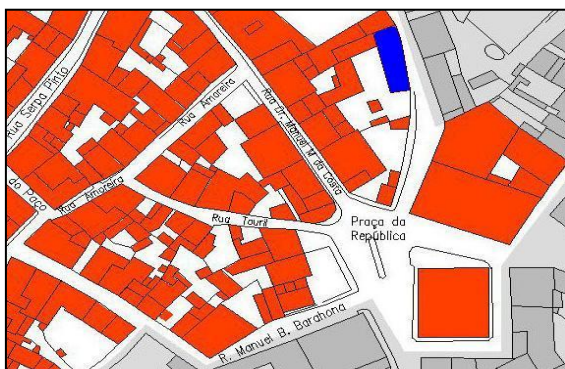 Rua Serpa Pinto
Rua Amoreira
Rua Dr. Manuel M da Costa
do Paço
Rua Amoreira
Rua Touril
Praça da
República
R. Manuel B. Barahona